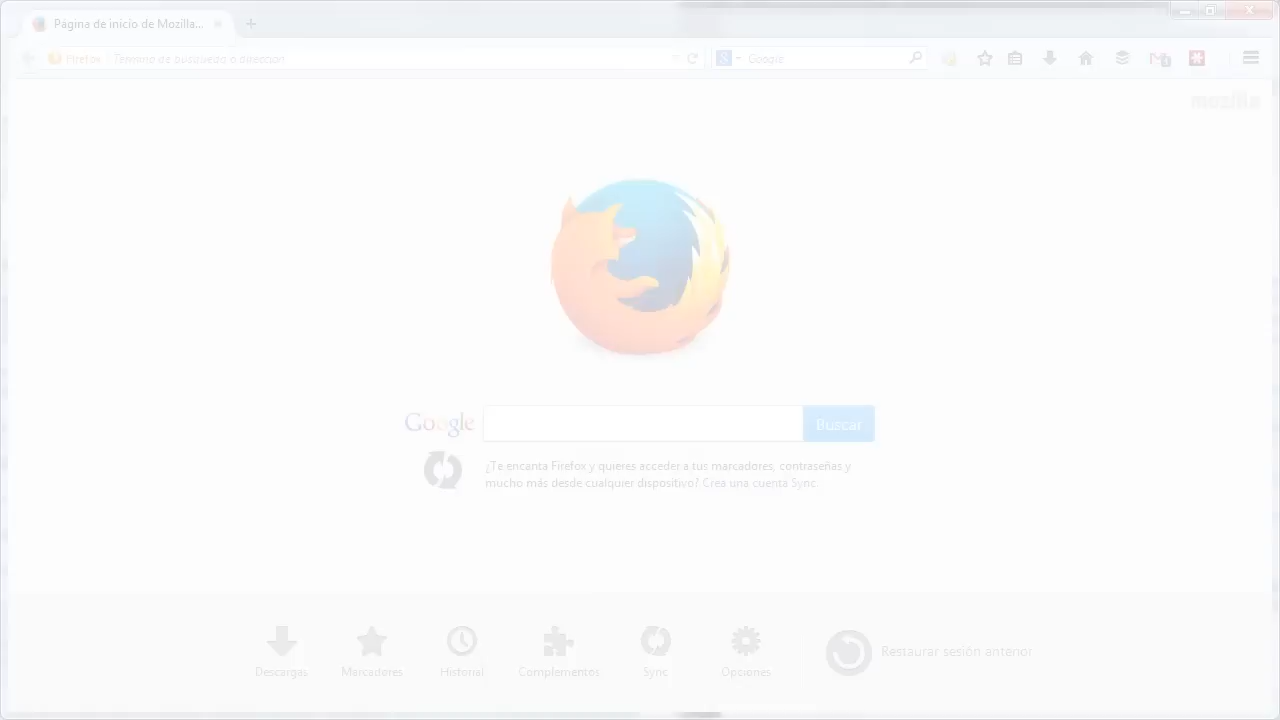 Página de inicio de Mozilla...
Firefox
Término de búsqueda o dirección
Google
mozilla
Google
Buscar
¿Te encanta Firefox y quieres acceder a tus marcadores, contraseñas y
mucho más desde cualquier dispositivo? Crea una cuenta Sync.
Descargas
Marcadores
Historial
Complementos
Sync
Opciones
Restaurar sesión anterior